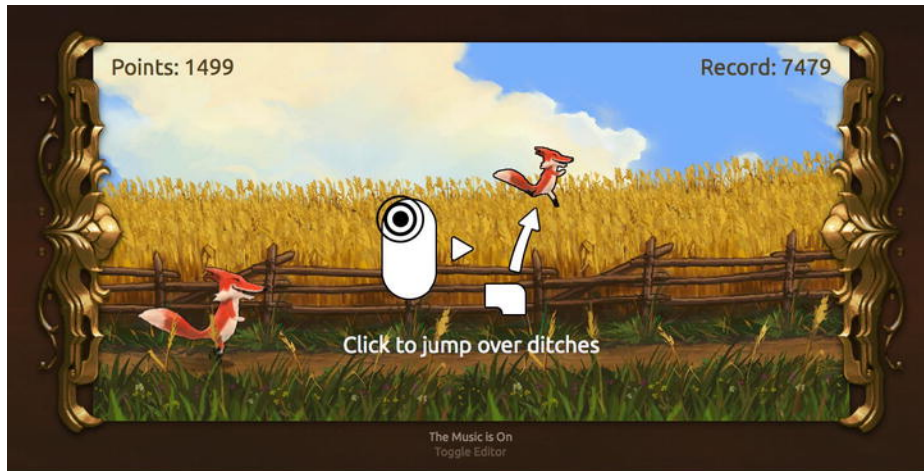 Points: 1499
Record: 7479
Click to jump over ditches
The Music is On
Toggle Editor